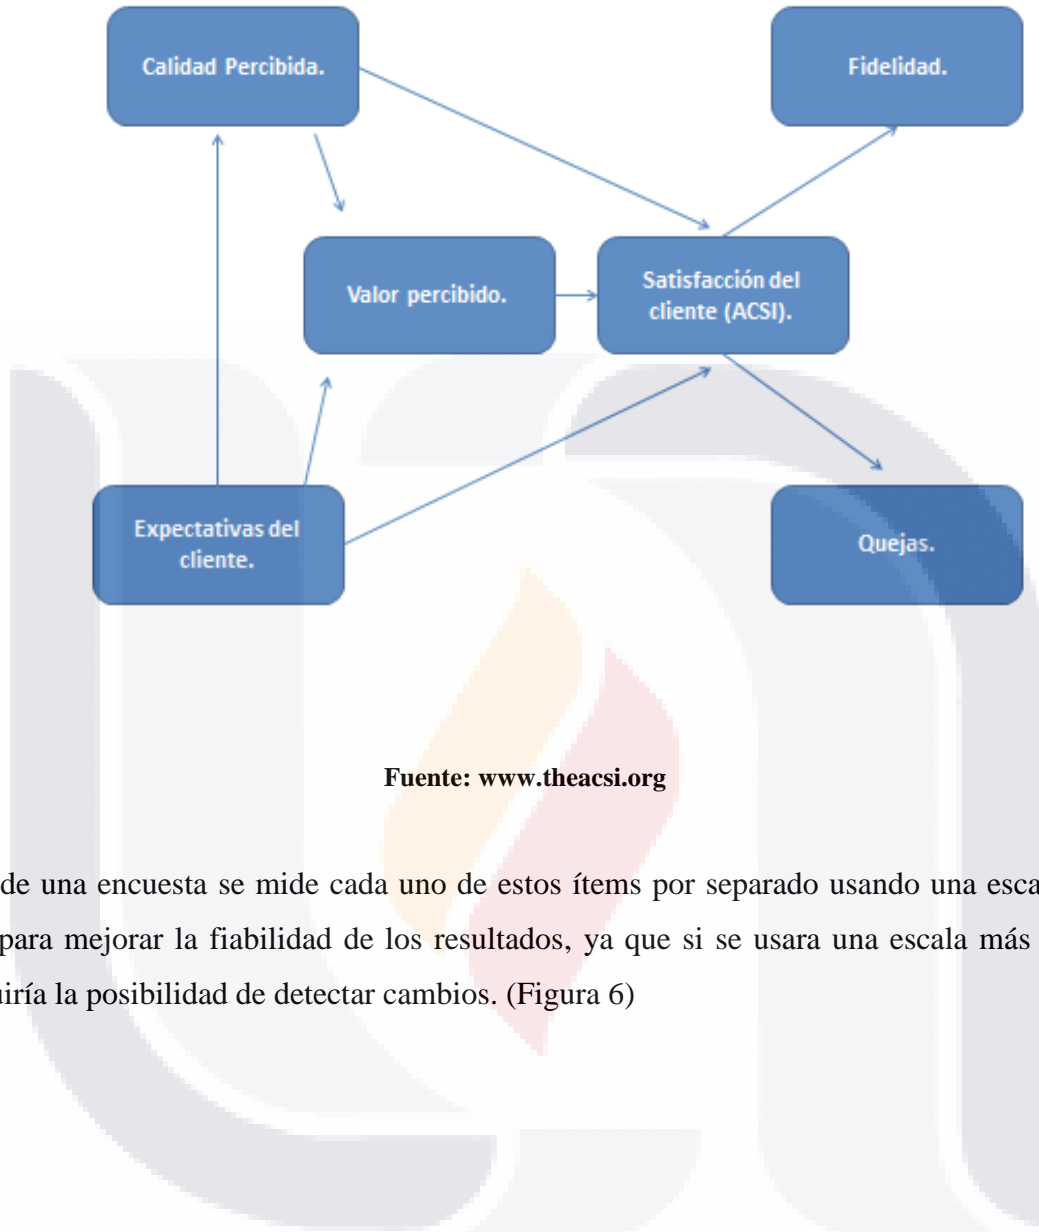 Calidad Percibida.
Fidelidad.
Valor percibido.
Satisfacción del
cliente (ACSI).
Expectativas del
cliente.
Quejas.
Fuente: www.theacsi.org
de una encuesta se mide cada uno de estos ítems por separado usando una esca
para mejorar la fiabilidad de los resultados, ya que si se usara una escala más
uiría la posibilidad de detectar cambios. (Figura 6)